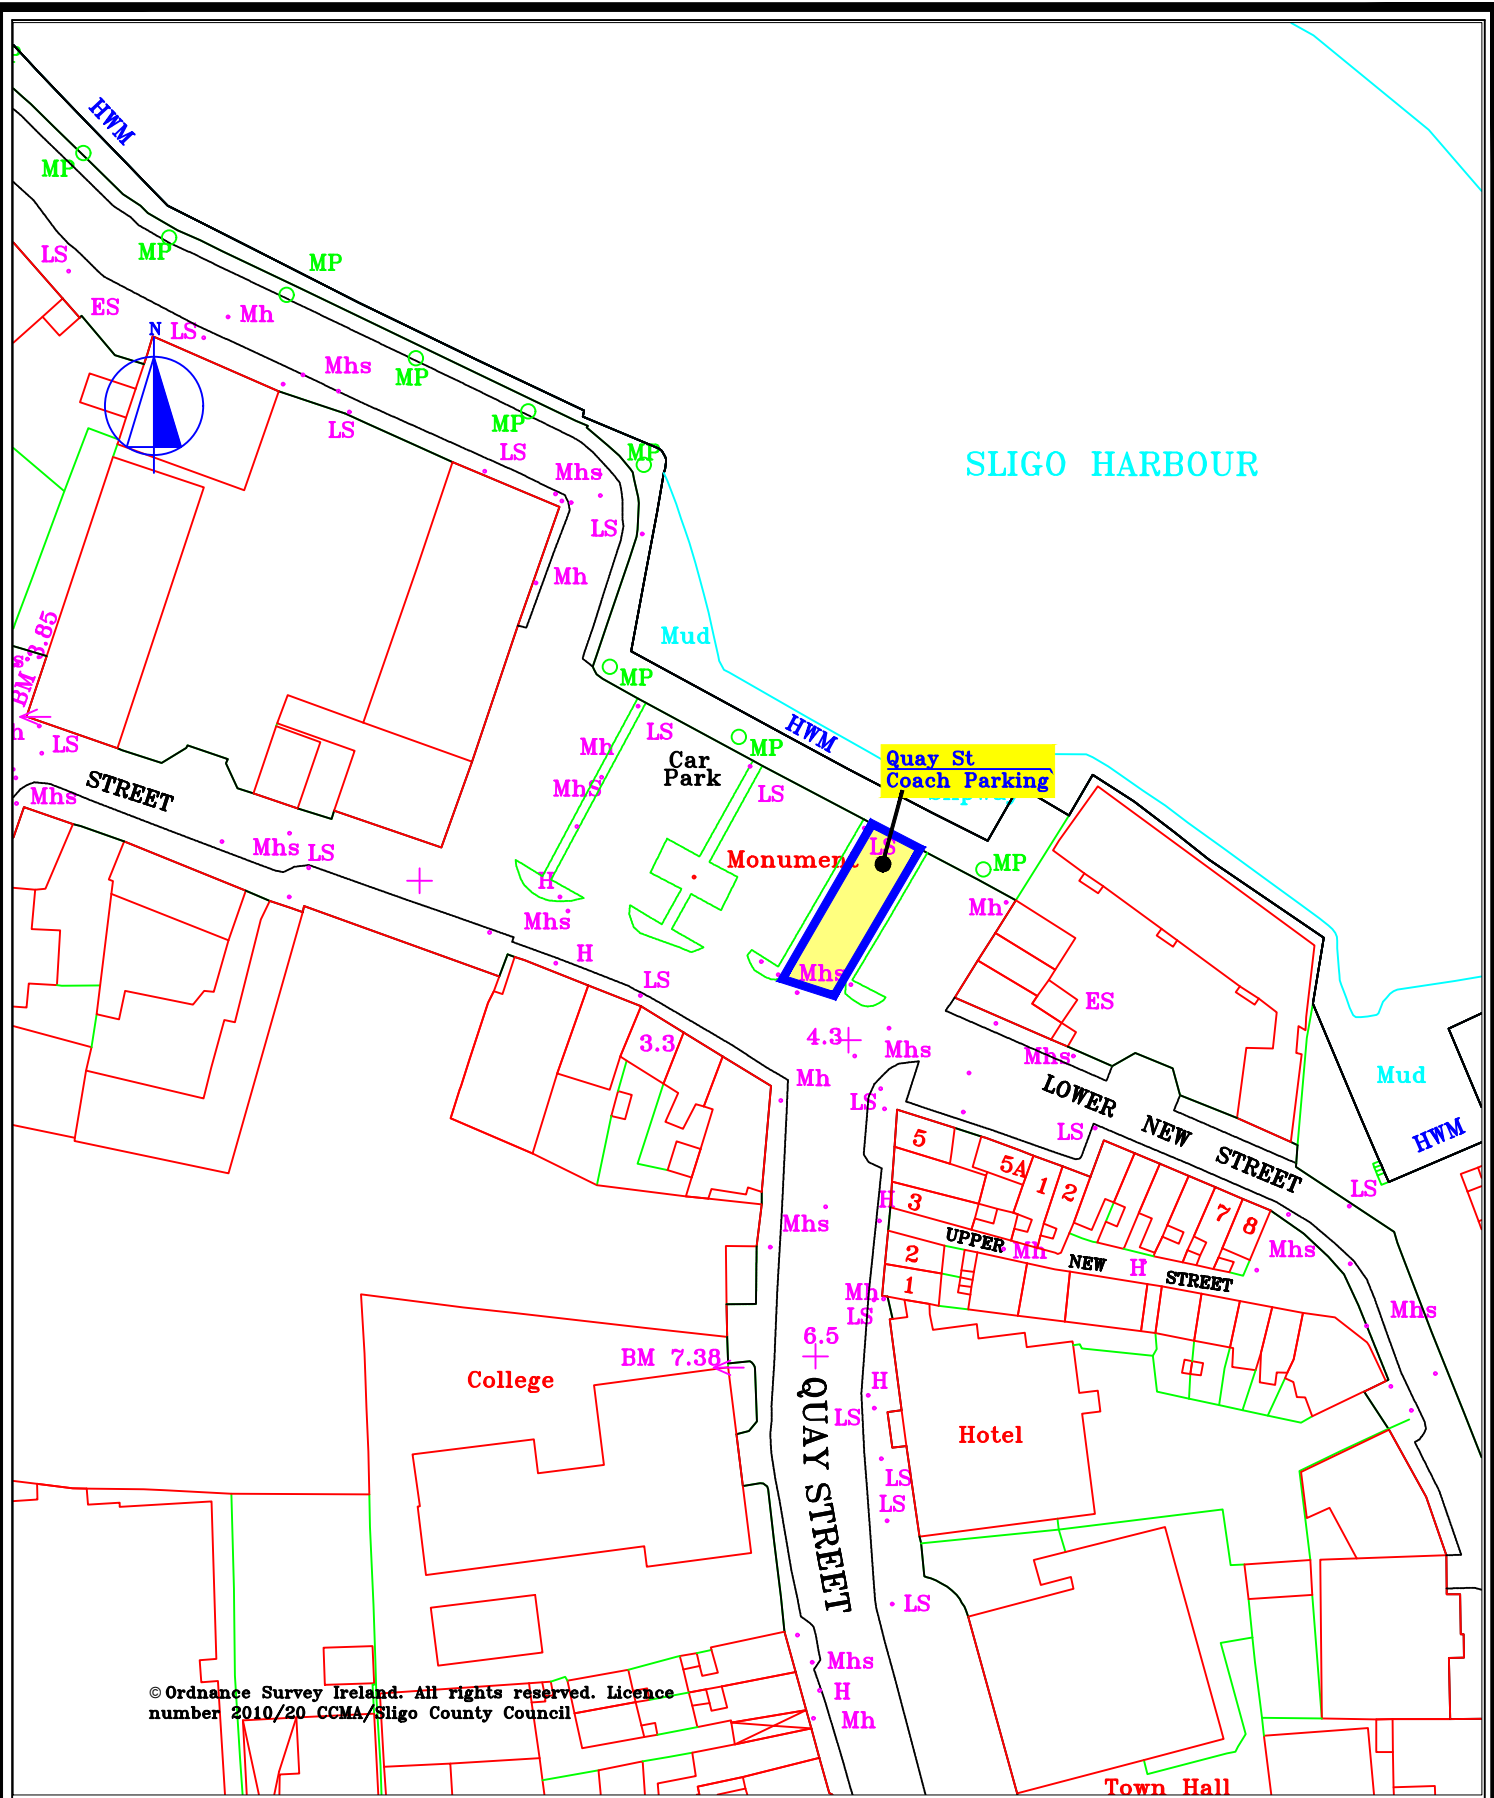 HWM
MP
MP
MP
LS
ES
Mh
N
LS
Mhs
MP
LS
MP
LS
MP
Mhs
SLIGO HARBOUR
LS
Mh
BM 3.85
Mud
MP
LS
HWM
Mh
MP
Car
Park
LS
Quay St
Coach Parking
STREET
Mhs
MhS
LS
Mhs
LS
LS
Monument
MP
H
Mh
Mhs
H
Mhs
LS
ES
3.3
4.3
Mhs
Mhs
Mh
LS
LOWER NEW STREET
Mud
LS
HWM
5
5A
1
2
3
H
LS
7
8
Mhs
UPPER NEW STREET
Mh
H
Mhs
2
1
Mh
LS
Mhs
6.5
BM 7.38
College
H
LS
QUAY STREET
Hotel
LS
LS
LS
Mhs
H
Mh
© Ordnance Survey Ireland. All rights reserved. Licence
number 2010/20 CCMA/Sligo County Council
Town Hall